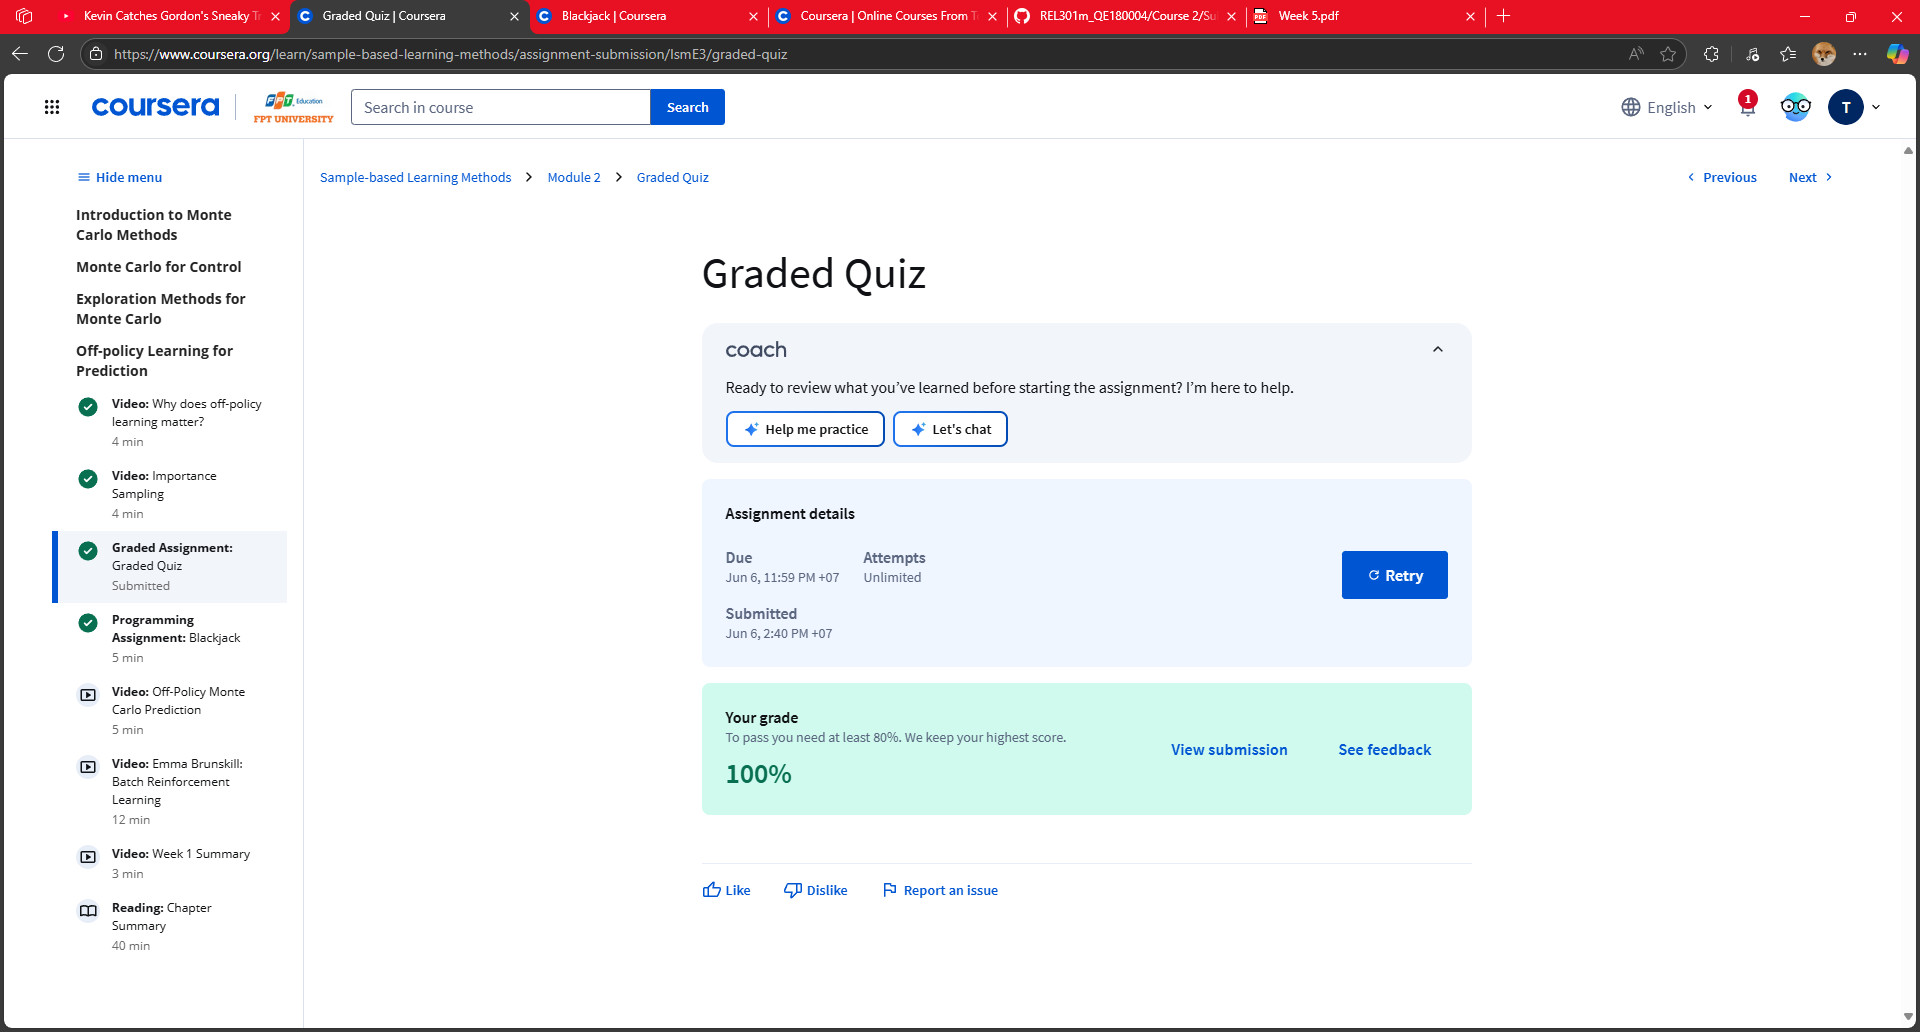 Kevin Catches Gordon's Sneaky Tr
Graded Quiz | Coursera
Blackjack | Coursera
Coursera | Online Courses From T
REL301m_QE180004/Course 2/Su
Week 5.pdf
https://www.coursera.org/learn/sample-based-learning-methods/assignment-submission/IsmE3/graded-quiz
coursera
FPT Education
FPT UNIVERSITY
Search in course
Search
English
1
T
Hide menu
Introduction to Monte
Carlo Methods
Monte Carlo for Control
Exploration Methods for
Monte Carlo
Off-policy Learning for
Prediction
Video: Why does off-policy
learning matter?
4 min
Video: Importance
Sampling
4 min
Graded Assignment:
Graded Quiz
Submitted
Programming
Assignment: Blackjack
5 min
Video: Off-Policy Monte
Carlo Prediction
5 min
Video: Emma Brunskill:
Batch Reinforcement
Learning
12 min
Video: Week 1 Summary
3 min
Reading: Chapter
Summary
40 min
Sample-based Learning Methods > Module 2 > Graded Quiz
Previous
Next
Graded Quiz
coach
Ready to review what you’ve learned before starting the assignment? I’m here to help.
Help me practice
Let's chat
Assignment details
Due
Jun 6, 11:59 PM +07
Attempts
Unlimited
Submitted
Jun 6, 2:40 PM +07
Retry
Your grade
To pass you need at least 80%. We keep your highest score.
100%
View submission
See feedback
Like
Dislike
Report an issue